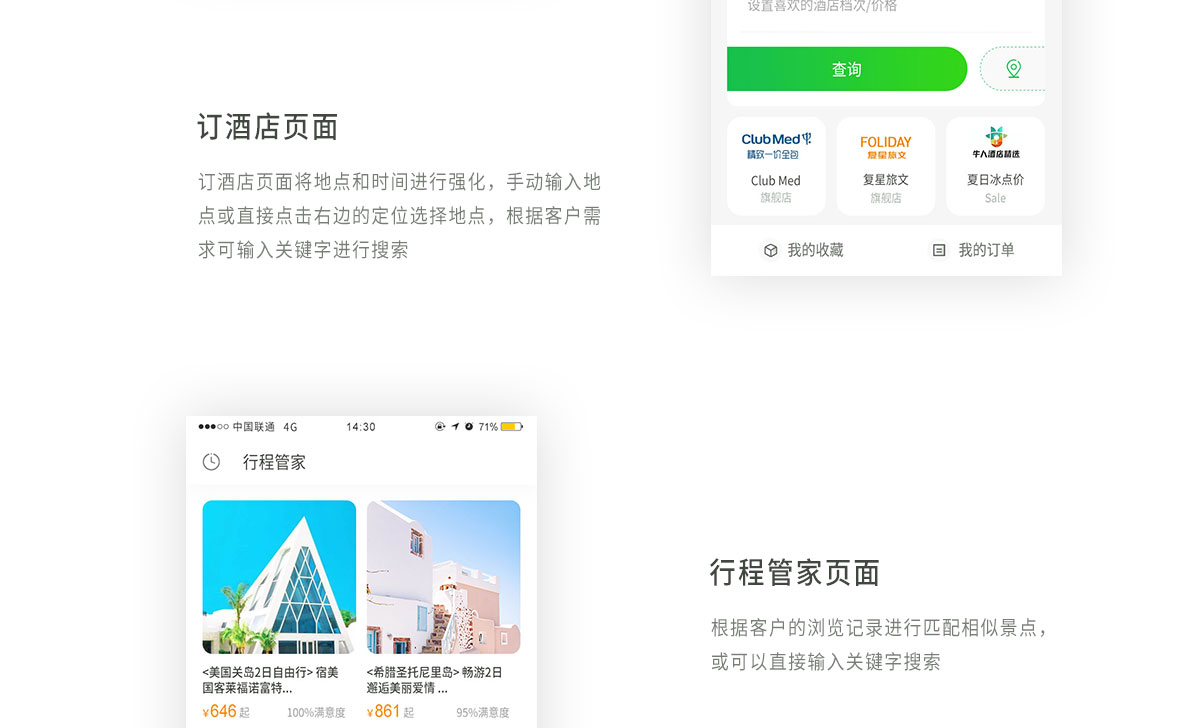 设置喜欢的酒店档次/价格
查询
订酒店页面
订酒店页面将地点和时间进行强化，手动输入地
点或直接点击右边的定位选择地点，根据客户需
求可输入关键字进行搜索
Club Med
精致一价全包
Club Med
旗舰店
FOLIDAY
复星旅文
复星旅文
旗舰店
牛人酒店精选
夏日冰点价
Sale
我的收藏
我的订单
中国联通 4G 14:30 71%
行程管家
<美国关岛2日自由行> 宿美
国客莱福诺富特...
¥646起 100%满意度
<希腊圣托尼里岛> 畅游2日
邂逅美丽爱情 ...
¥861起 95%满意度
行程管家页面
根据客户的浏览记录进行匹配相似景点，
或可以直接输入关键字搜索